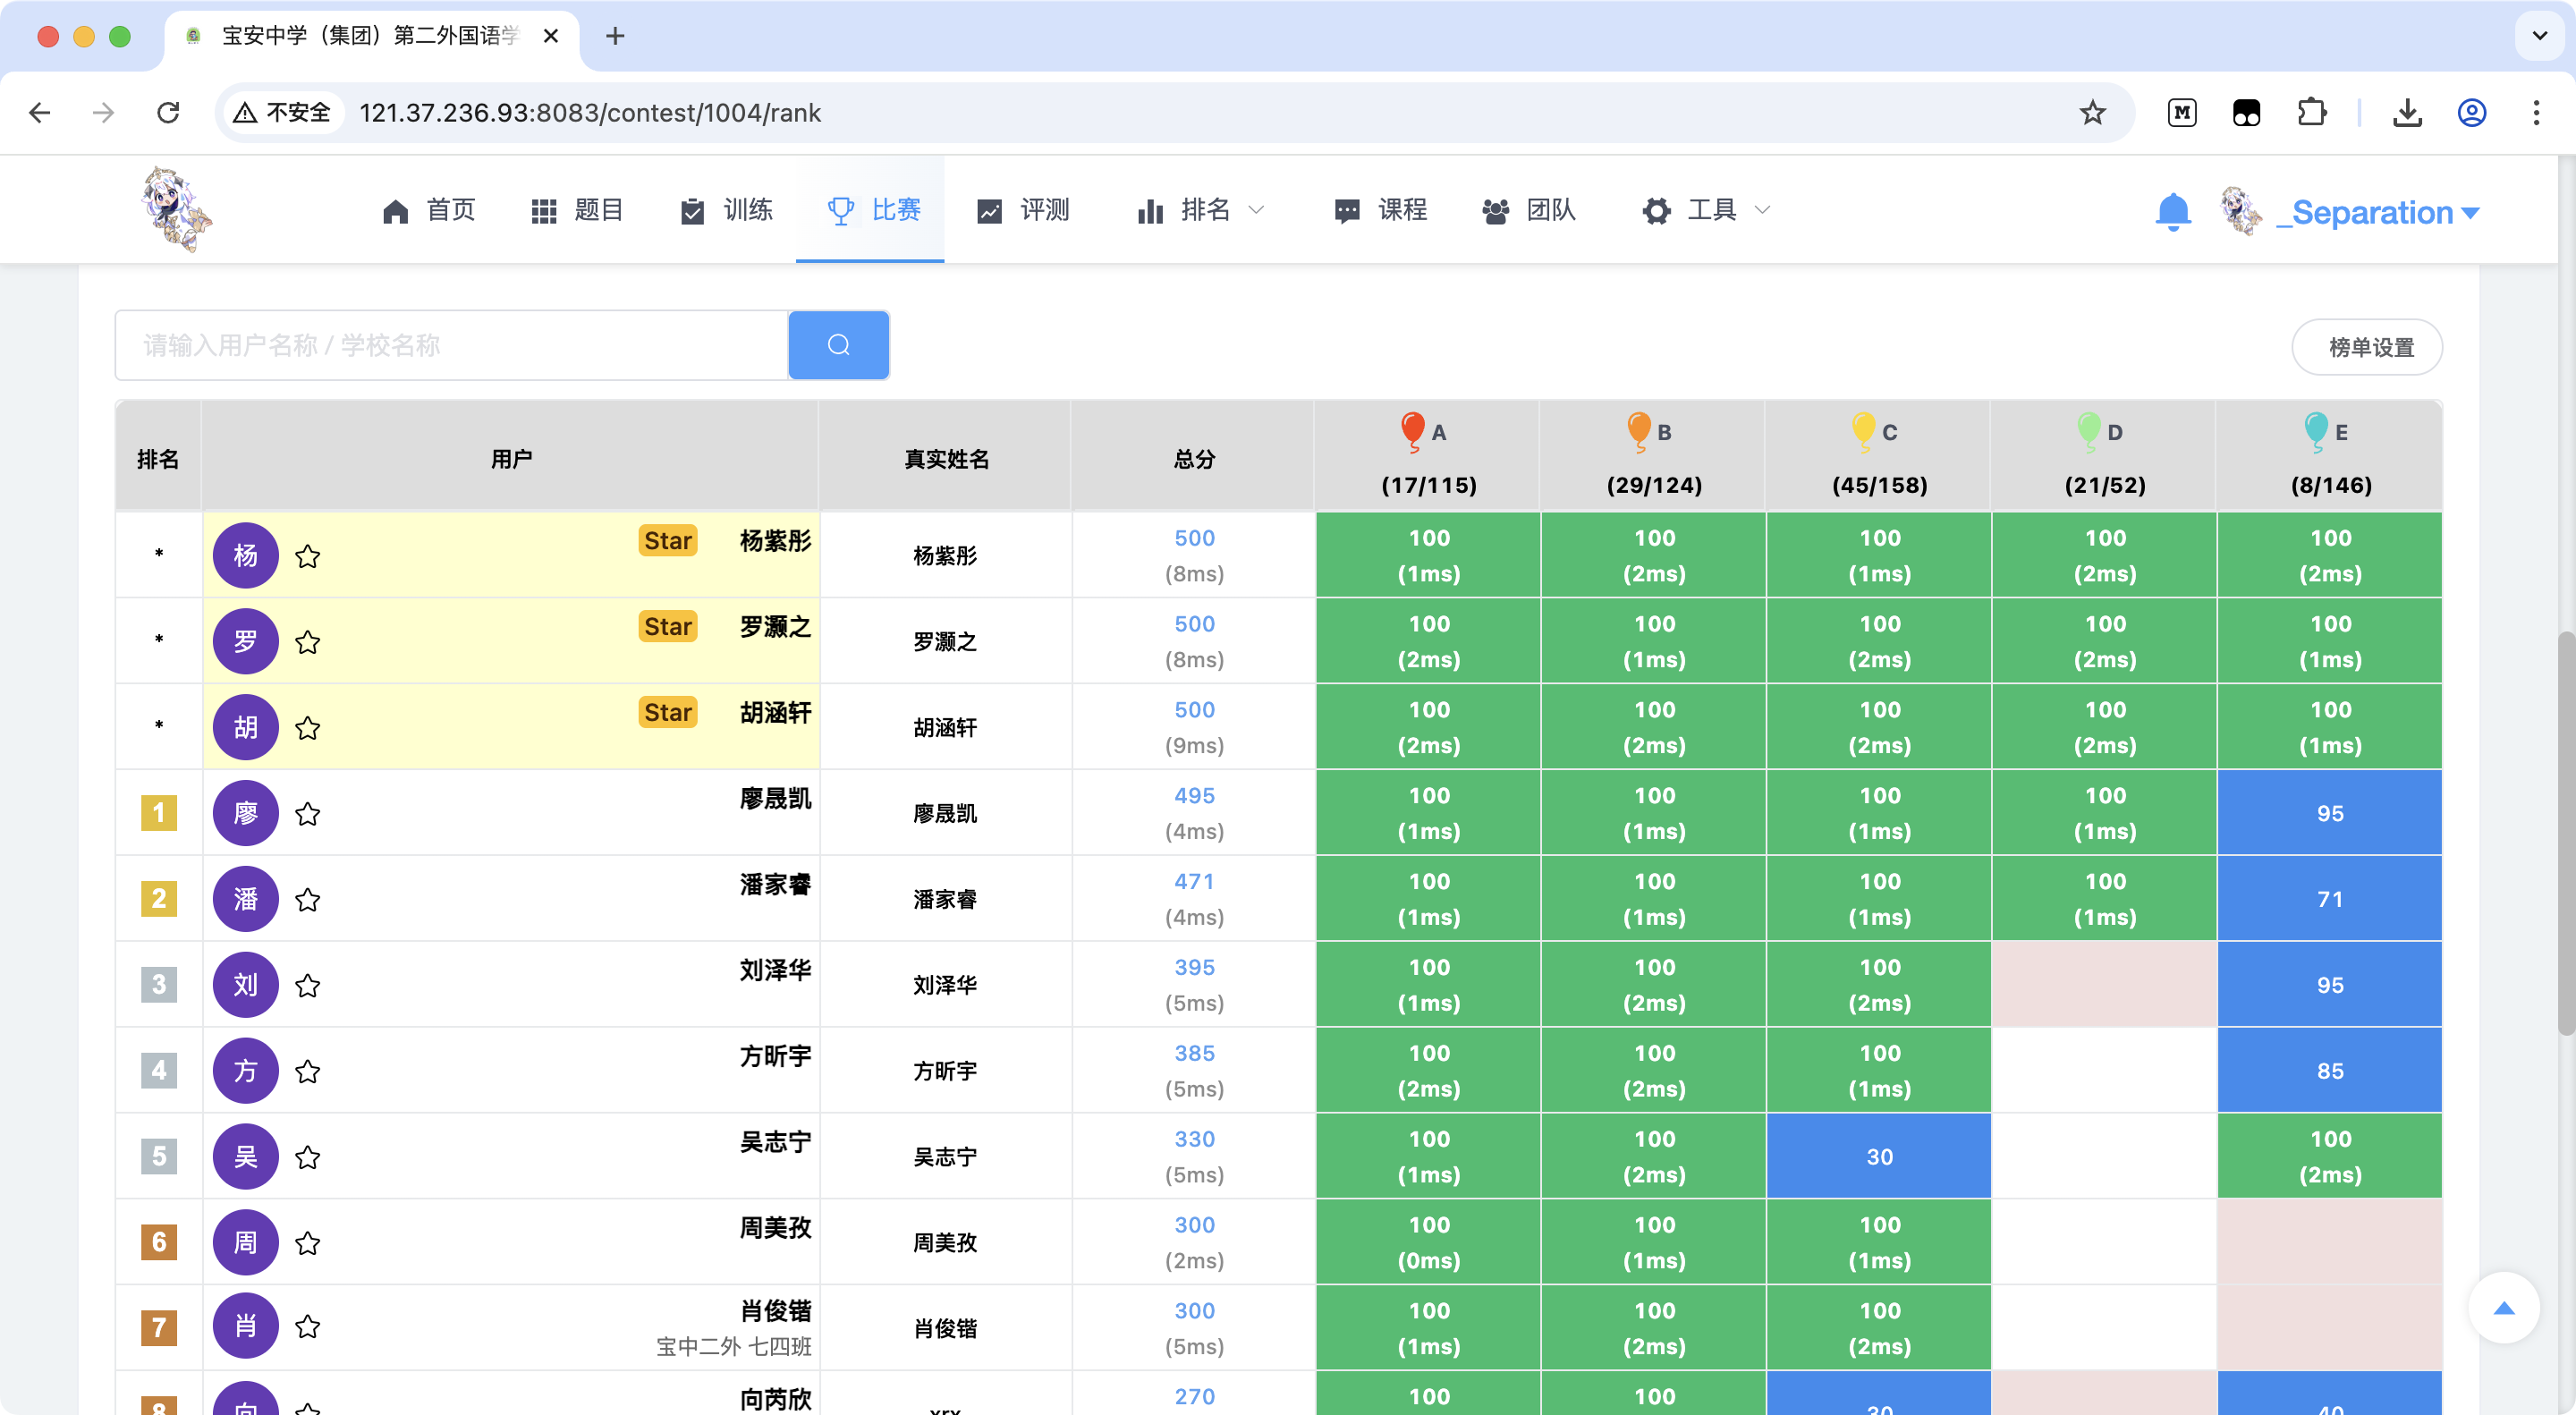 宝安中学（集团）第二外国语学
不安全 121.37.236.93:8083/contest/1004/rank
首页 题目 训练 比赛 评测 排名 课程 团队 工具 _Separation
请输入用户名称 / 学校名称 榜单设置
排名 用户 真实姓名 总分 A B C D E
(17/115) (29/124) (45/158) (21/52) (8/146)
* 杨 Star 杨紫彤 杨紫彤 500 100 100 100 100 100
(8ms) (1ms) (2ms) (1ms) (2ms) (2ms)
* 罗 Star 罗灏之 罗灏之 500 100 100 100 100 100
(8ms) (2ms) (1ms) (2ms) (2ms) (1ms)
* 胡 Star 胡涵轩 胡涵轩 500 100 100 100 100 100
(9ms) (2ms) (2ms) (2ms) (2ms) (1ms)
1 廖 廖晟凯 廖晟凯 495 100 100 100 100 95
(4ms) (1ms) (1ms) (1ms) (1ms)
2 潘 潘家睿 潘家睿 471 100 100 100 100 71
(4ms) (1ms) (1ms) (1ms) (1ms)
3 刘 刘泽华 刘泽华 395 100 100 100 95
(5ms) (1ms) (2ms) (2ms)
4 方 方昕宇 方昕宇 385 100 100 100 85
(5ms) (2ms) (2ms) (1ms)
5 吴 吴志宁 吴志宁 330 100 100 30 100
(5ms) (1ms) (2ms) (2ms)
6 周 周美孜 周美孜 300 100 100 100
(2ms) (0ms) (1ms) (1ms)
7 肖 肖俊锴 肖俊锴 300 100 100 100
宝中二外 七四班 (5ms) (1ms) (2ms) (2ms)
8 向 向芮欣 xrx 270 100 100 30 40